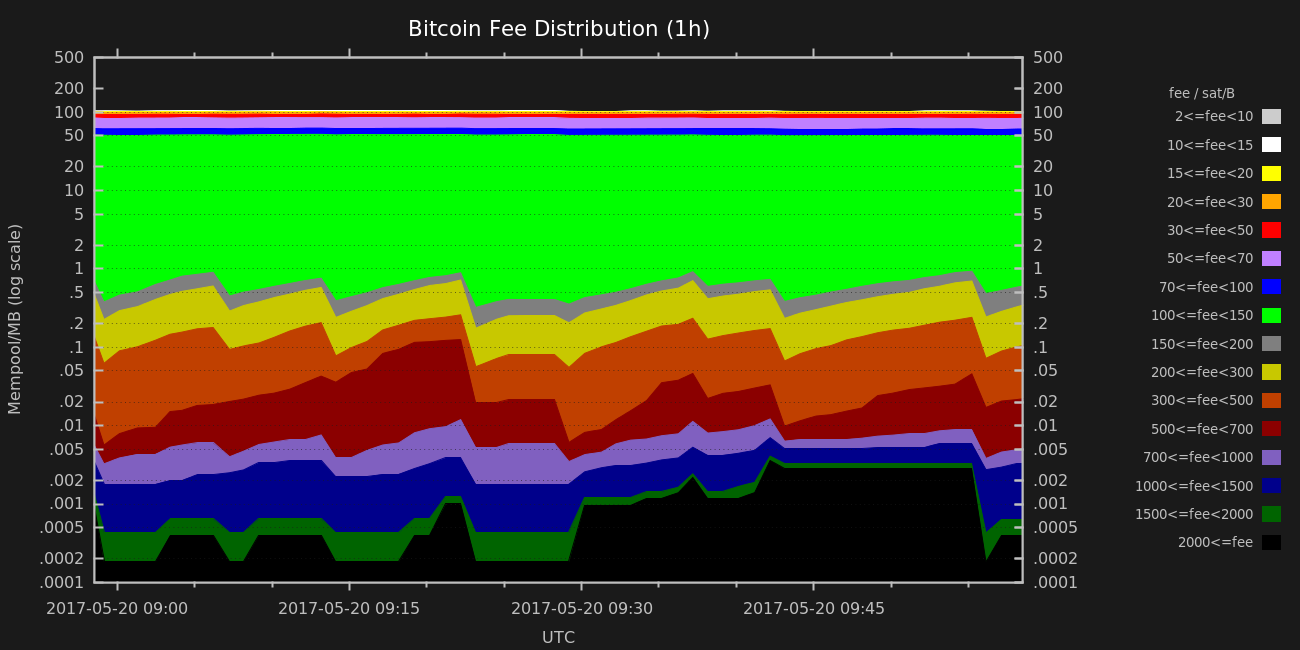 Bitcoin Fee Distribution (1h)
500
200
100
50
20
10
5
2
1
.5
.2
.1
.05
.02
.01
.005
.002
.001
.0005
.0002
.0001
Mempool/MB (log scale)
500
200
100
50
20
10
5
2
1
.5
.2
.1
.05
.02
.01
.005
.002
.001
.0005
.0002
.0001
fee / sat/B
2<=fee<10
10<=fee<15
15<=fee<20
20<=fee<30
30<=fee<50
50<=fee<70
70<=fee<100
100<=fee<150
150<=fee<200
200<=fee<300
300<=fee<500
500<=fee<700
700<=fee<1000
1000<=fee<1500
1500<=fee<2000
2000<=fee
2017-05-20 09:00 2017-05-20 09:15 2017-05-20 09:30 2017-05-20 09:45
UTC